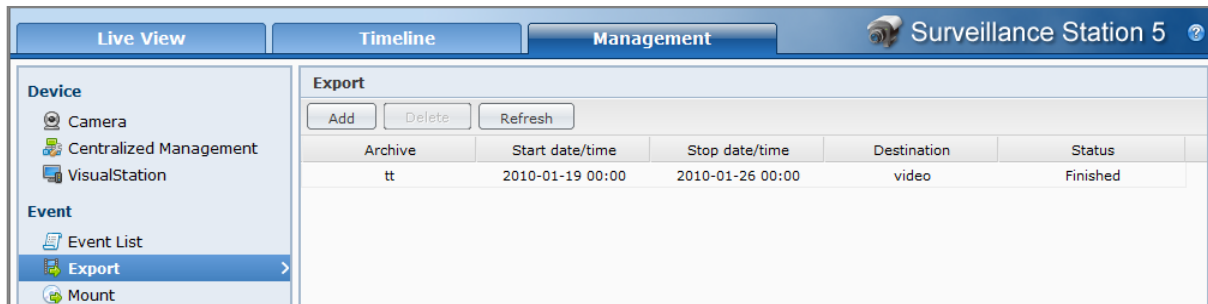 Live View
Timeline
Management
Surveillance Station 5
?
Device
Camera
Centralized Management
VisualStation
Event
Event List
Export
Mount
Export
Add Delete Refresh
Archive Start date/time Stop date/time Destination Status
tt 2010-01-19 00:00 2010-01-26 00:00 video Finished